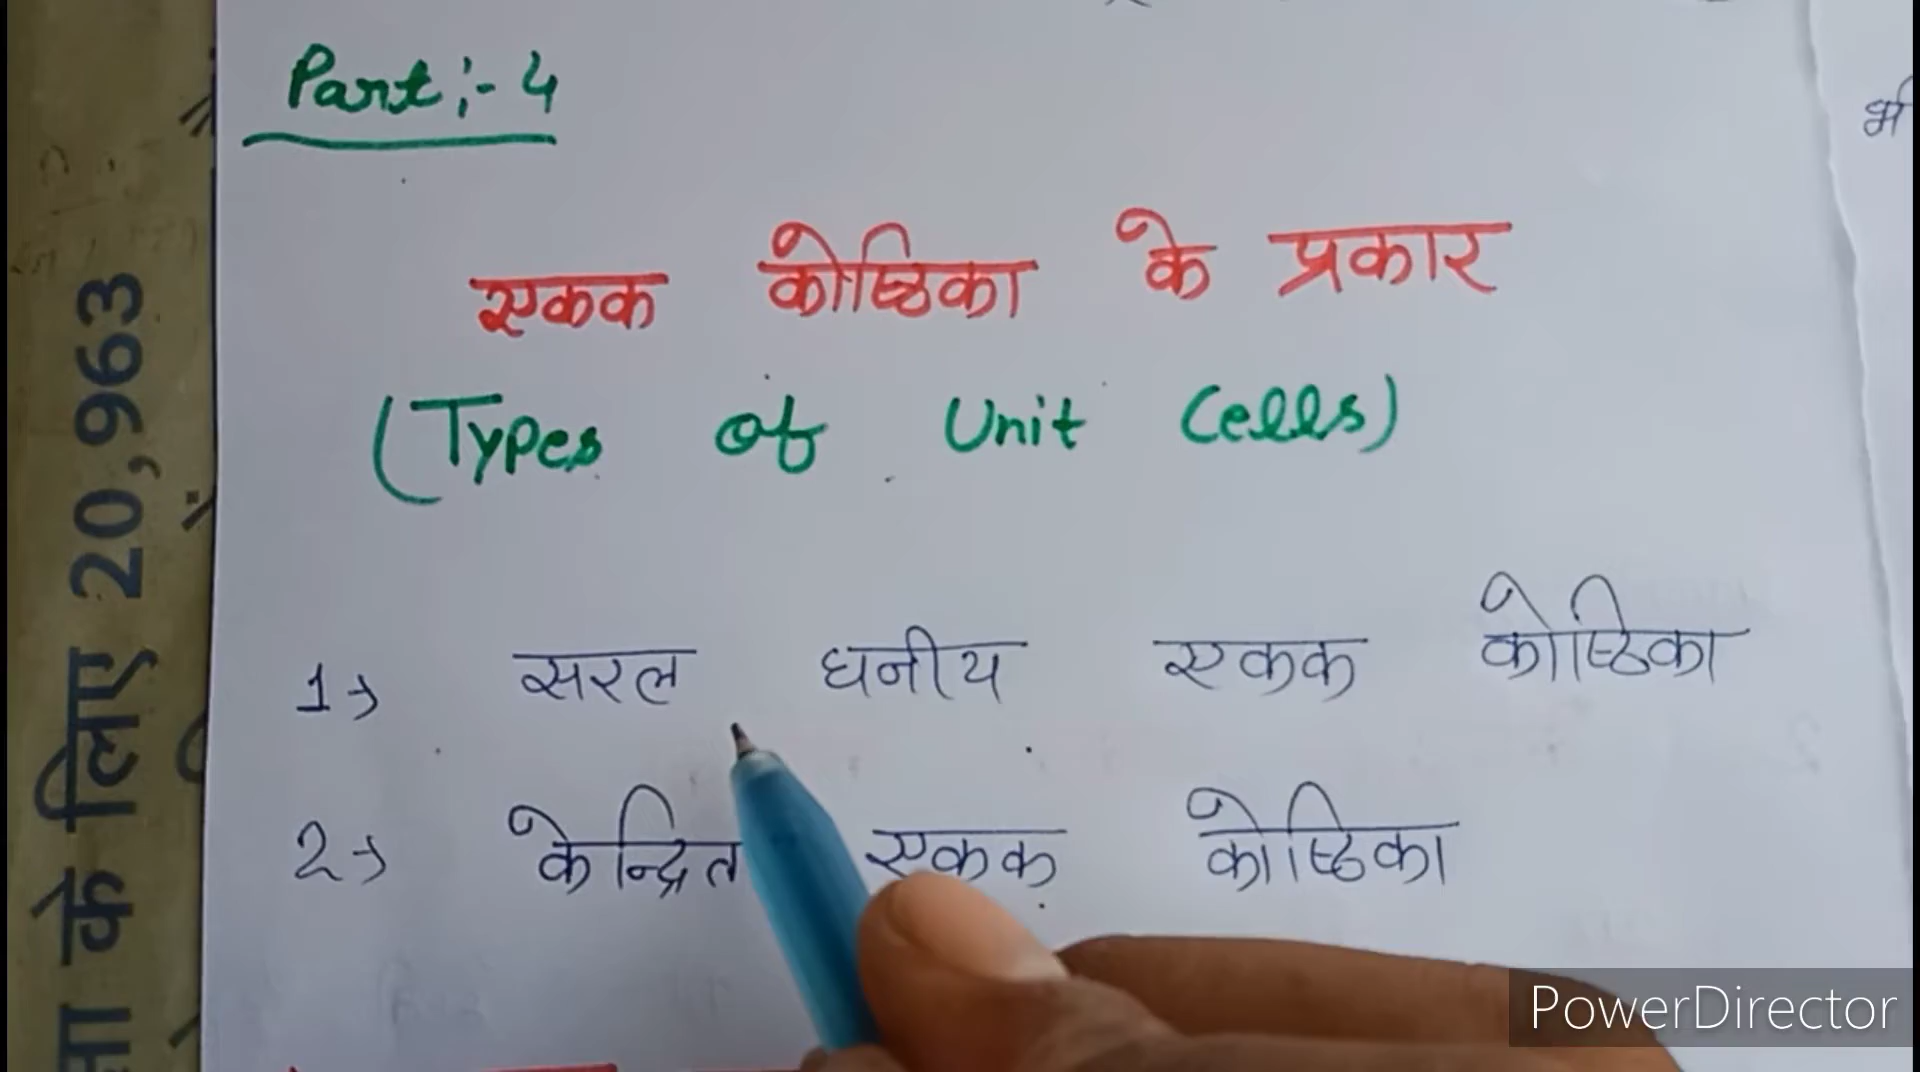 Part:- 4
एकक कोष्ठिका के प्रकार
(Types of Unit Cells)
1→ सरल घनीय एकक कोष्ठिका
2→ केन्द्रित एकक कोष्ठिका
के लिए 20,963
PowerDirector